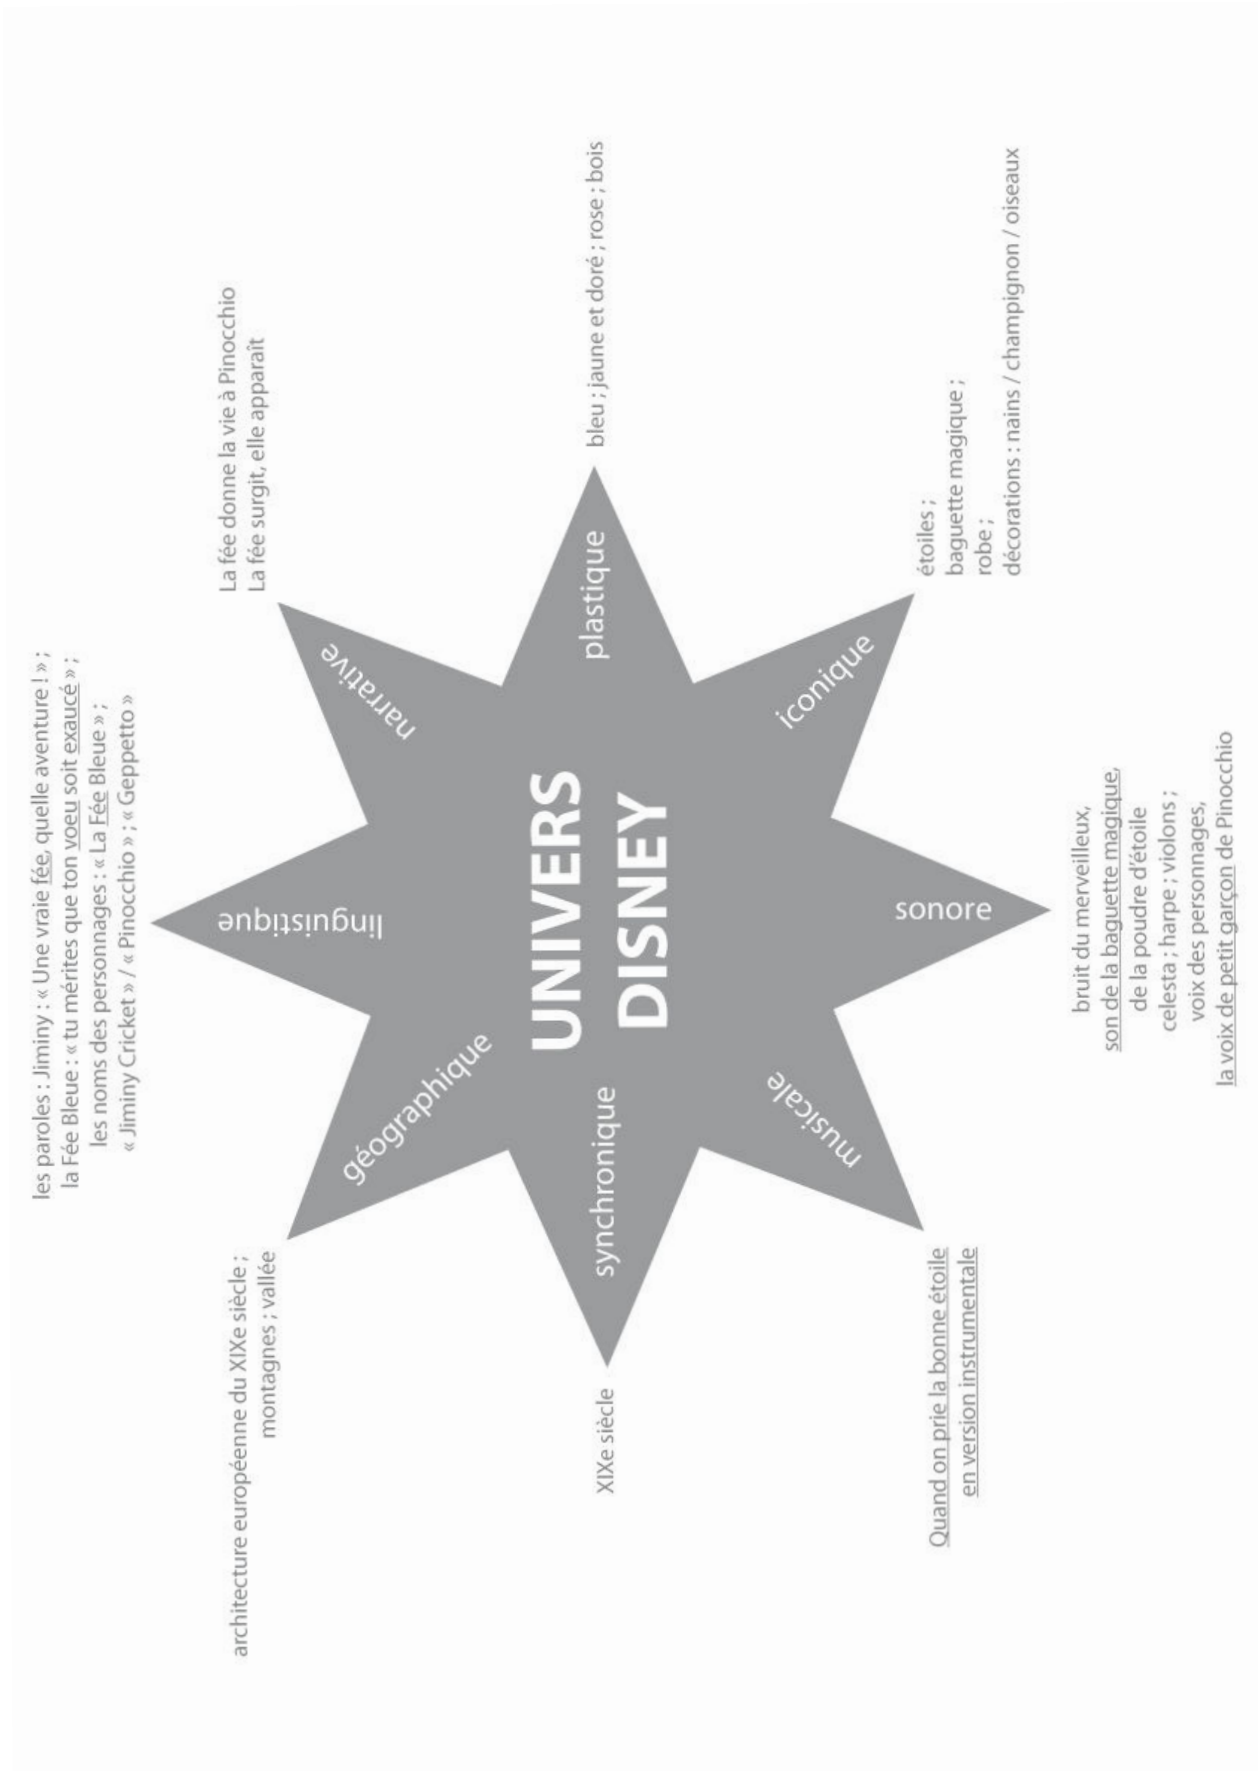 les paroles : Jiminy : « Une vraie fée, quelle aventure ! » ;
la Fée Bleue : « tu mérites que ton voeu soit exaucé » ;
les noms des personnages : « La Fée Bleue » ;
« Jiminy Cricket » / « Pinocchio » ; « Geppetto »
linguistique
La fée donne la vie à Pinocchio
La fée surgit, elle apparaît
narrative
bleu ; jaune et doré ; rose ; bois
plastique
étoiles ;
baguette magique ;
robe ;
décorations : nains / champignon / oiseaux
iconique
bruit du merveilleux,
son de la baguette magique,
de la poudre d'étoile
celesta ; harpe ; violons ;
voix des personnages,
la voix de petit garçon de Pinocchio
sonore
Quand on prie la bonne étoile
en version instrumentale
musicale
XIXe siècle
synchronique
architecture européenne du XIXe siècle ;
montagnes ; vallée
géographique
UNIVERS
DISNEY